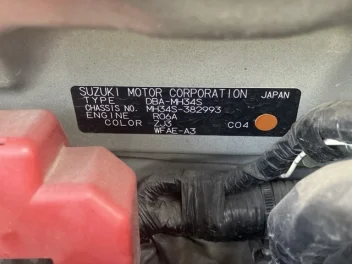 SUZUKI MOTOR CORPORATION JAPAN
TYPE DBA-MH34S
CHASSIS NO. MH34S-382993
ENGINE R06A
COLOR ZJ3 C04
WFAE-A3